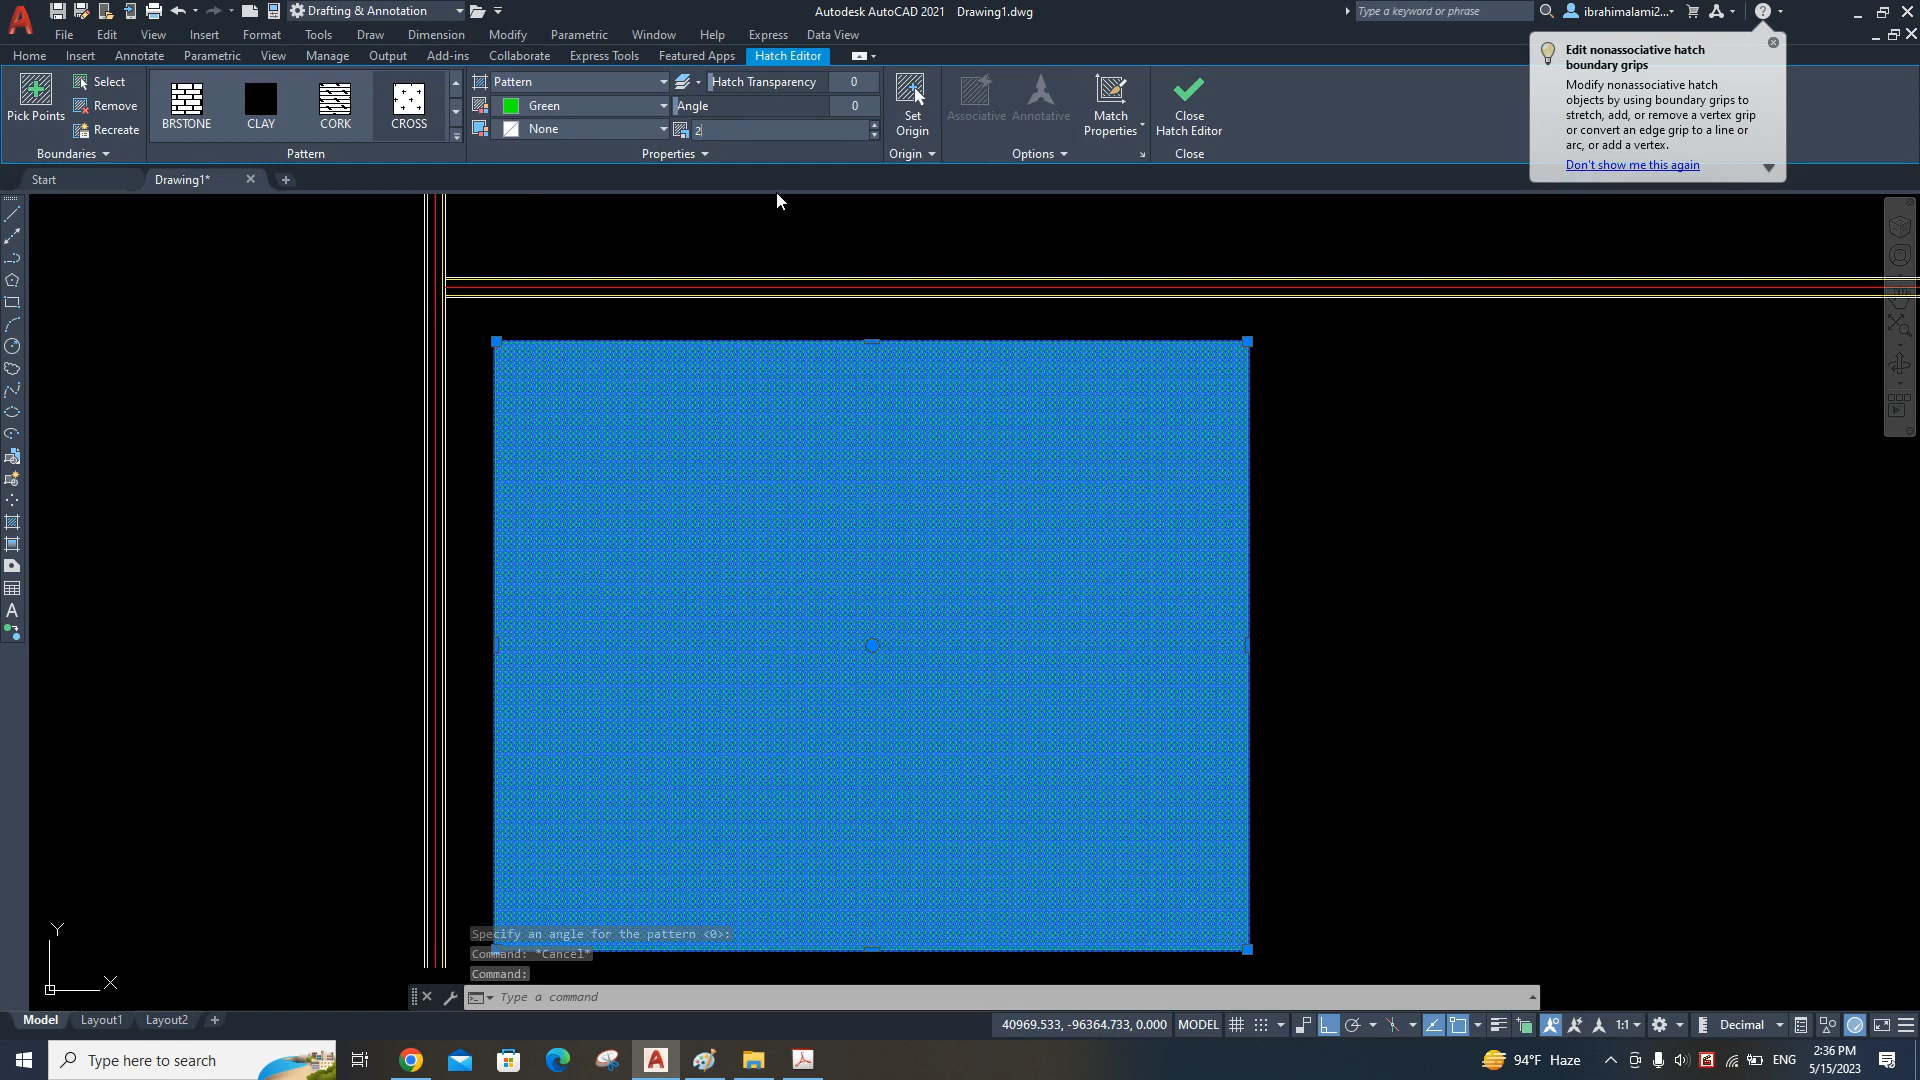 Drafting & Annotation
Autodesk AutoCAD 2021 Drawing1.dwg
Type a keyword or phrase
ibrahimalami2...
File Edit View Insert Format Tools Draw Dimension Modify Parametric Window Help Express Data View
Home Insert Annotate Parametric View Manage Output Add-ins Collaborate Express Tools Featured Apps Hatch Editor
Pick Points
Select
Remove
Recreate
Boundaries
BRSTONE
CLAY
CORK
CROSS
Pattern
Pattern
Green
None
Hatch Transparency 0
Angle 0
2
Properties
Set
Origin
Origin
Associative
Annotative
Match
Properties
Options
Close
Hatch Editor
Close
Edit nonassociative hatch
boundary grips
Modify nonassociative hatch
objects by using boundary grips to
stretch, add, or remove a vertex grip
or convert an edge grip to a line or
arc, or add a vertex.
Don't show me this again
Start
Drawing1*
Y
X
Specify an angle for the pattern <0>:
Command: *Cancel*
Command:
Type a command
Model Layout1 Layout2
40969.533, -96364.733, 0.000 MODEL
1:1
Decimal
Type here to search
94°F Haze
ENG
2:36 PM
5/15/2023